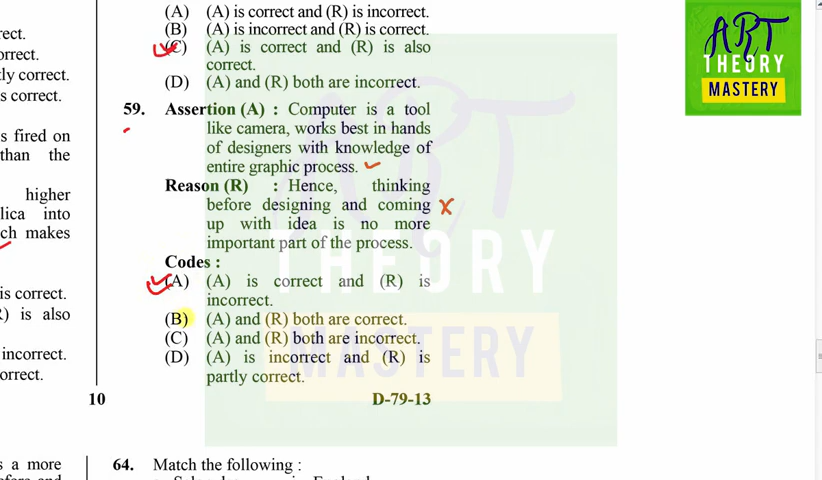 (A) (A) is correct and (R) is incorrect.
(B) (A) is incorrect and (R) is correct.
(C) (A) is correct and (R) is also
correct.
(D) (A) and (R) both are incorrect.
59. Assertion (A) : Computer is a tool
like camera, works best in hands
of designers with knowledge of
entire graphic process.
Reason (R) : Hence, thinking
before designing and coming
up with idea is no more
important part of the process.
Codes :
(A) (A) is correct and (R) is
incorrect.
(B) (A) and (R) both are correct.
(C) (A) and (R) both are incorrect.
(D) (A) is incorrect and (R) is
partly correct.
10 D-79-13
64. Match the following :
rect.
orrect.
tly correct.
s correct.
s fired on
than the
higher
lica into
ch makes
is correct.
R) is also
incorrect.
orrect.
s a more
ART
THEORY
MASTERY
ART
THEORY
MASTERY